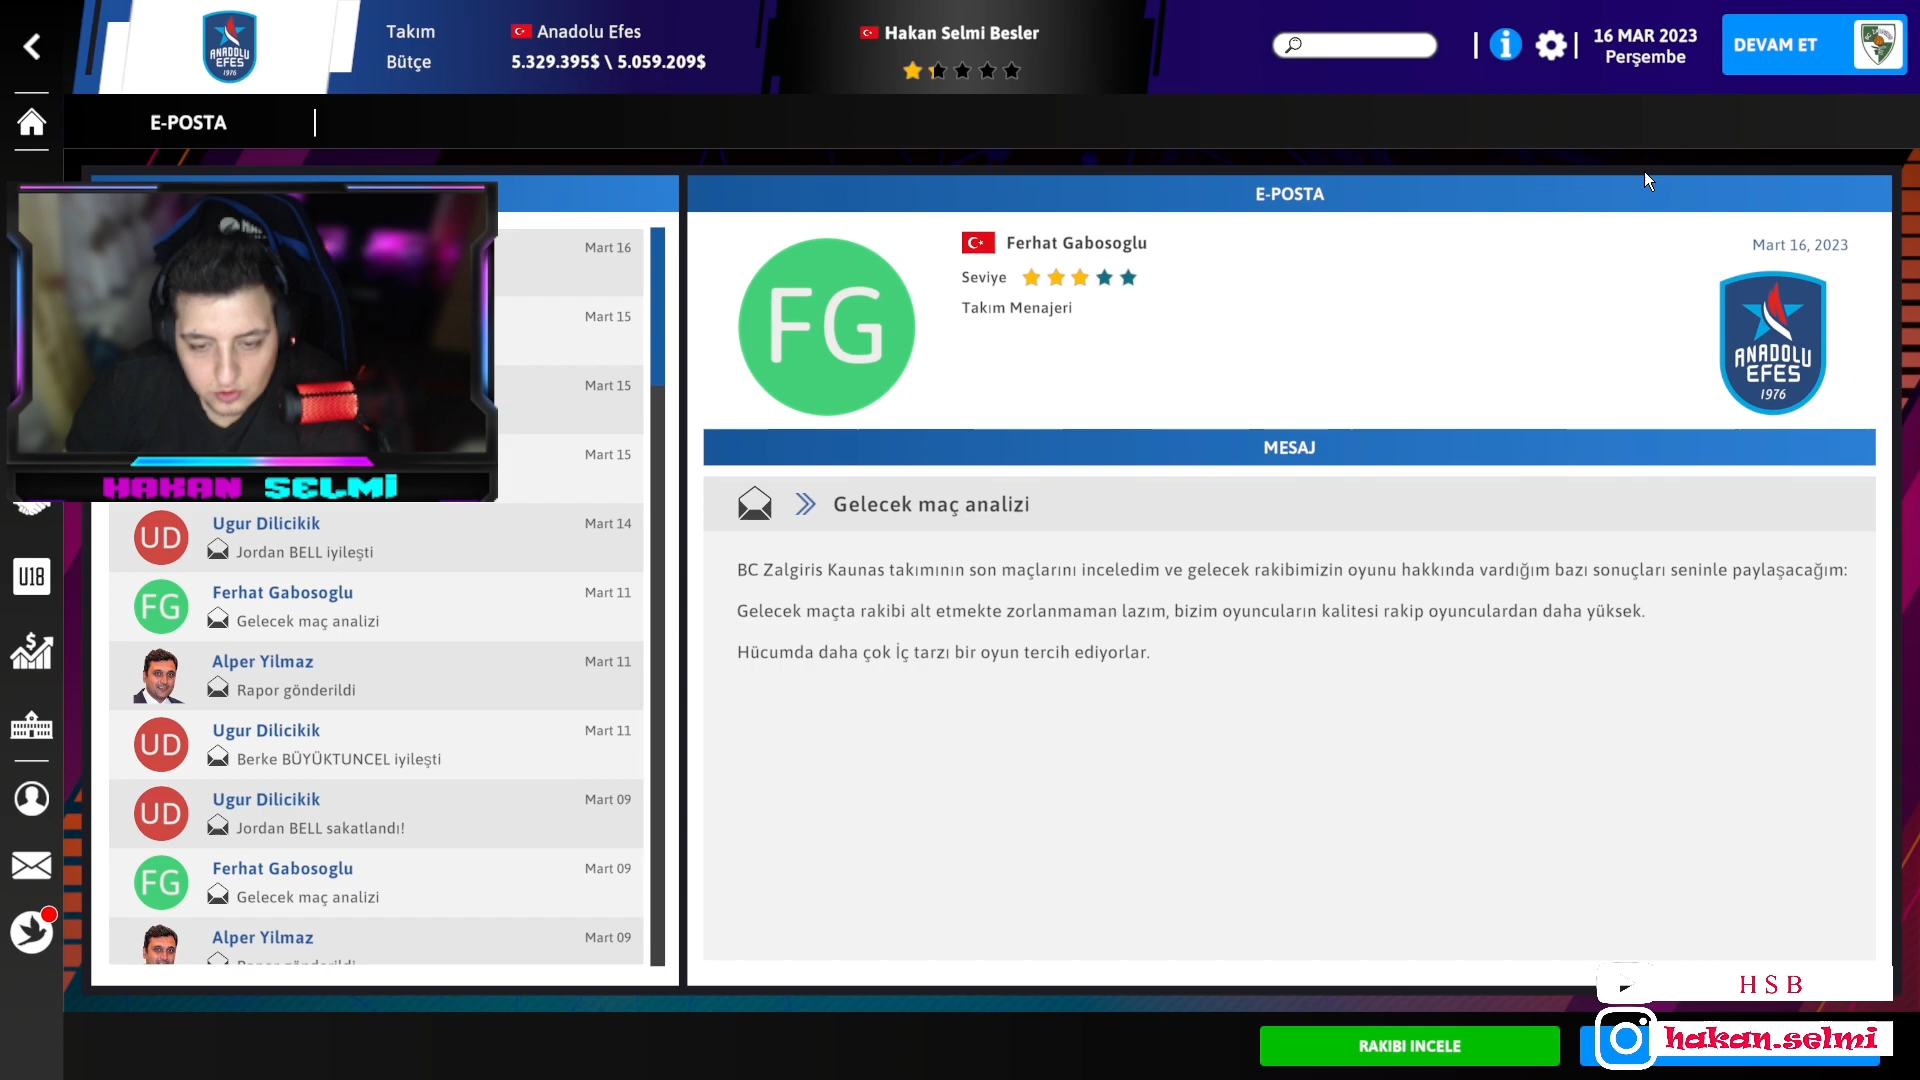 Takım
Anadolu Efes
Bütçe
5.329.395$ \ 5.059.209$
Hakan Selmi Besler
16 MAR 2023
Perşembe
DEVAM ET
ANADOLU
EFES
1976
E-POSTA
E-POSTA
Mart 16
Mart 15
Mart 15
Mart 15
HAKAN SELMİ
UD
Ugur Dilicikik
Mart 14
Jordan BELL iyileşti
FG
Ferhat Gabosoglu
Mart 11
Gelecek maç analizi
Alper Yilmaz
Mart 11
Rapor gönderildi
UD
Ugur Dilicikik
Mart 11
Berke BÜYÜKTUNCEL iyileşti
UD
Ugur Dilicikik
Mart 09
Jordan BELL sakatlandı!
FG
Ferhat Gabosoglu
Mart 09
Gelecek maç analizi
Alper Yilmaz
Mart 09
U18
FG
Ferhat Gabosoglu
Seviye
Takım Menajeri
Mart 16, 2023
ANADOLU
EFES
1976
MESAJ
Gelecek maç analizi
BC Zalgiris Kaunas takımının son maçlarını inceledim ve gelecek rakibimizin oyunu hakkında vardığım bazı sonuçları seninle paylaşacağım:
Gelecek maçta rakibi alt etmekte zorlanmaman lazım, bizim oyuncuların kalitesi rakip oyunculardan daha yüksek.
Hücumda daha çok İç tarzı bir oyun tercih ediyorlar.
HSB
RAKIBI INCELE
hakan.selmi